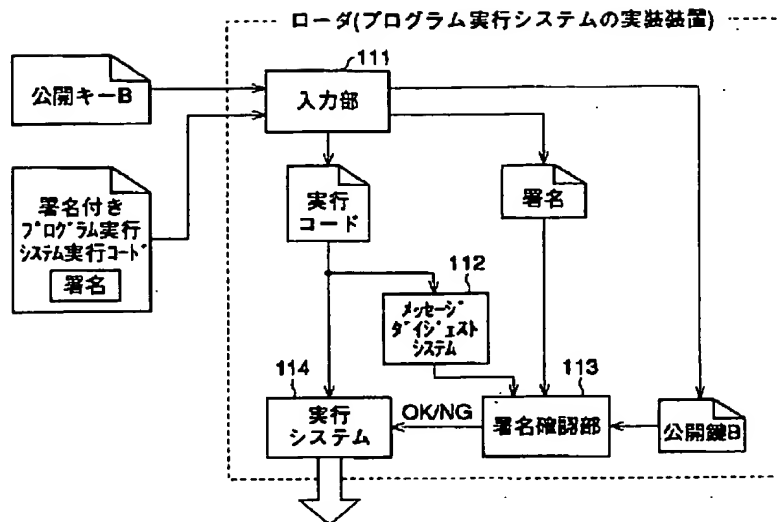 ローダ(プログラム実行システムの実装装置)
111
公開キーB
入力部
署名付き
プログラム実行
システム実行コード
署名
実行
コード
署名
112
メッセージ
ダイジェスト
システム
114
113
実行
システム
OK/NG
署名確認部
公開鍵B